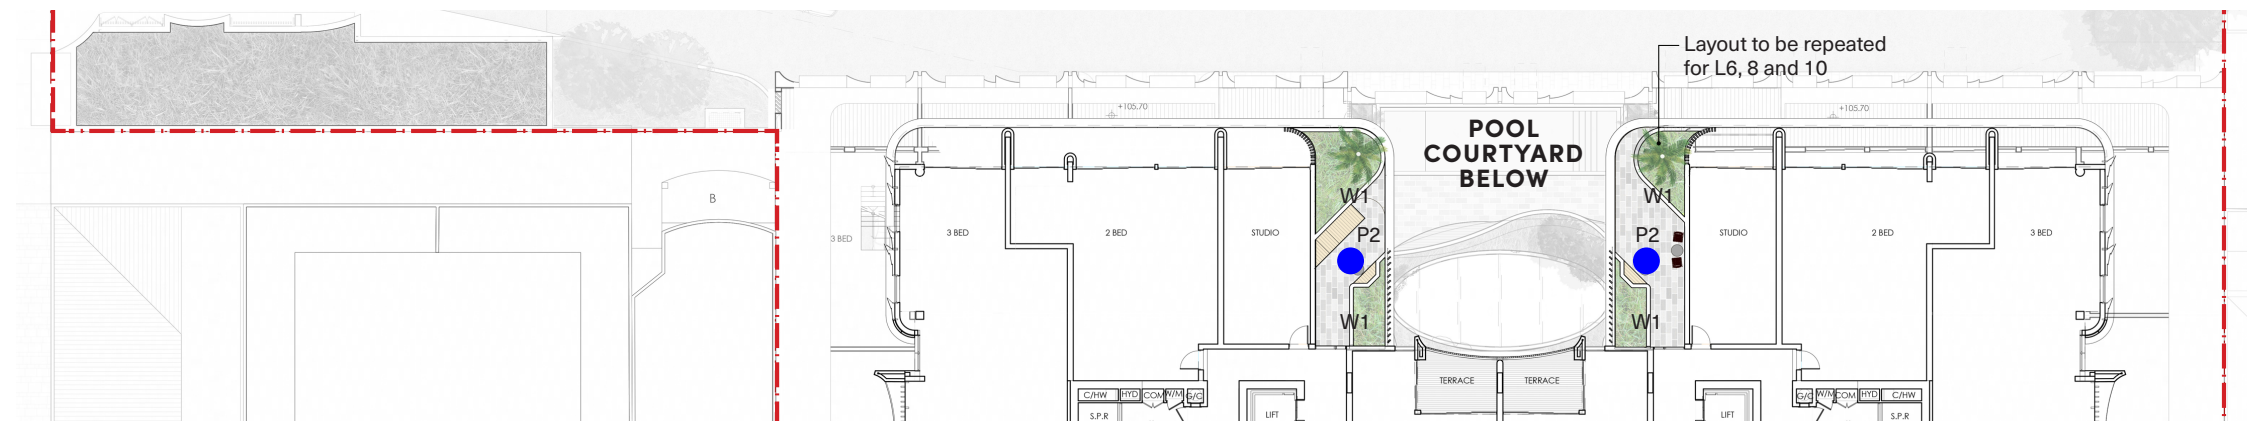 Layout to be repeated
for L6, 8 and 10
+105.70
+105.70
POOL
COURTYARD
BELOW
W1
W1
B
3 BED
3 BED
2 BED
STUDIO
P2
P2
STUDIO
2 BED
3 BED
W1
W1
TERRACE
TERRACE
C/HW
HYD
COM
W/M
G/C
G/C
W/M
COM
HYD
C/HW
S.P.R
LIFT
LIFT
S.P.R